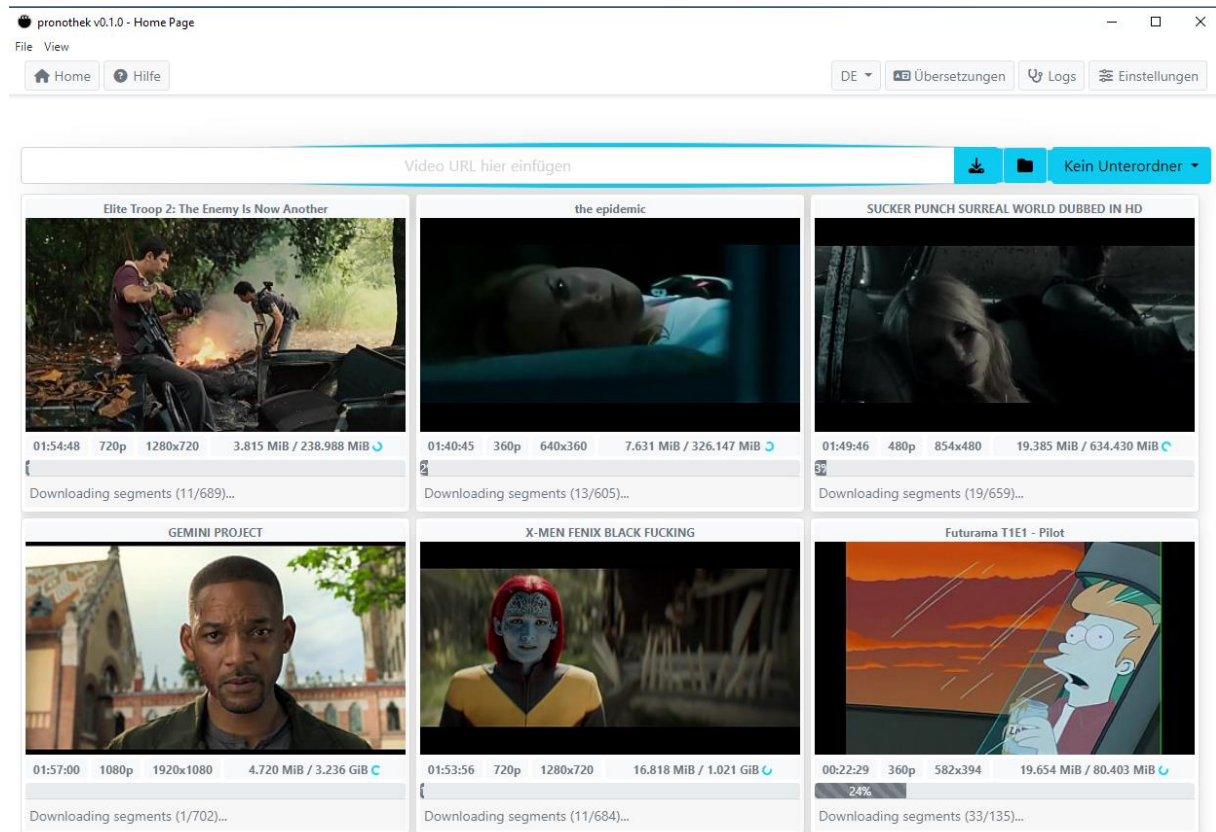 pronothek v0.1.0 - Home Page
File View
Home Hilfe DE Übersetzungen Logs Einstellungen
Video URL hier einfügen Kein Unterordner
Elite Troop 2: The Enemy Is Now Another
the epidemic
SUCKER PUNCH SURREAL WORLD DUBBED IN HD
01:54:48 720p 1280x720 3.815 MiB / 238.988 MiB
01:40:45 360p 640x360 7.631 MiB / 326.147 MiB
01:49:46 480p 854x480 19.385 MiB / 634.430 MiB
Downloading segments (11/689)...
Downloading segments (13/605)...
Downloading segments (19/659)...
GEMINI PROJECT
X-MEN FENIX BLACK FUCKING
Futurama T1E1 - Pilot
01:57:00 1080p 1920x1080 4.720 MiB / 3.236 GiB
01:53:56 720p 1280x720 16.818 MiB / 1.021 GiB
00:22:29 360p 582x394 19.654 MiB / 80.403 MiB
24%
Downloading segments (1/702)...
Downloading segments (11/684)...
Downloading segments (33/135)...